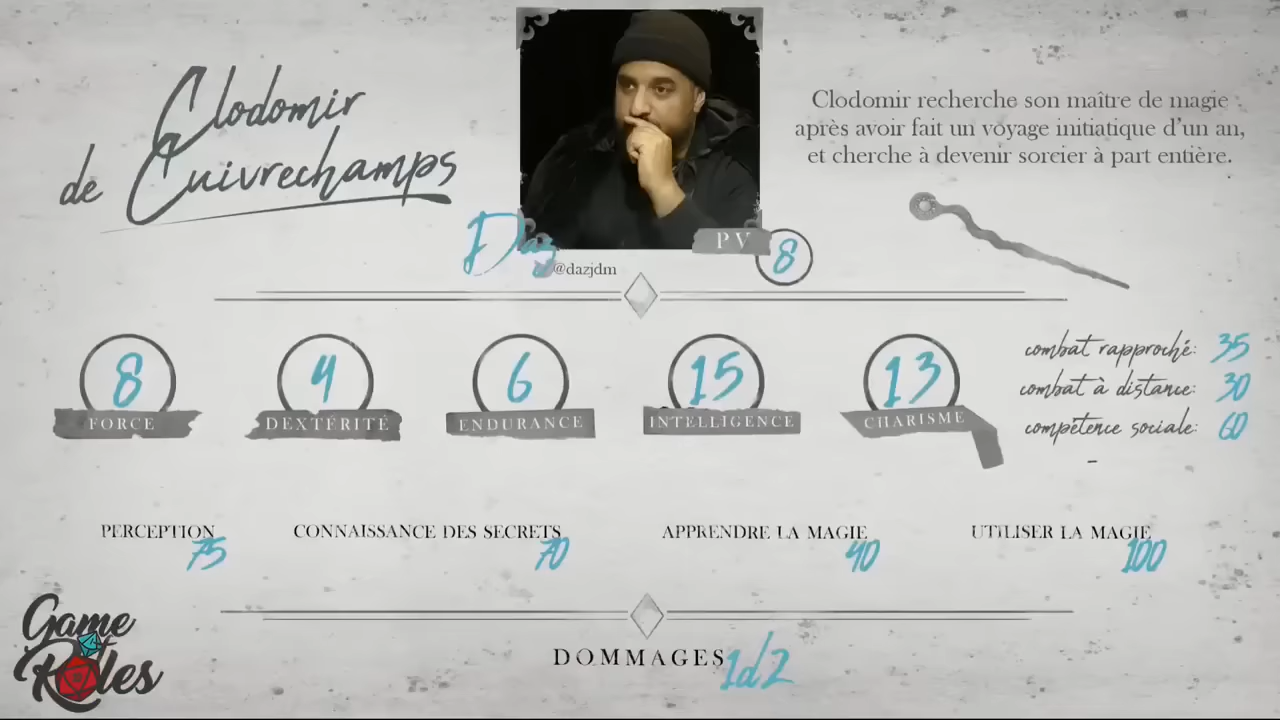 Clodomir
de Cuivrechamps
Clodomir recherche son maître de magie
après avoir fait un voyage initiatique d'un an,
et cherche à devenir sorcier à part entière.
Daz
@dazjdm
PV 8
8 FORCE
4 DEXTÉRITÉ
6 ENDURANCE
15 INTELLIGENCE
13 CHARISME
combat rapproché: 35
combat à distance: 30
compétence sociale: 60
-
PERCEPTION 75
CONNAISSANCE DES SECRETS 70
APPRENDRE LA MAGIE 40
UTILISER LA MAGIE 100
DOMMAGES 1d2
Game
of Roles